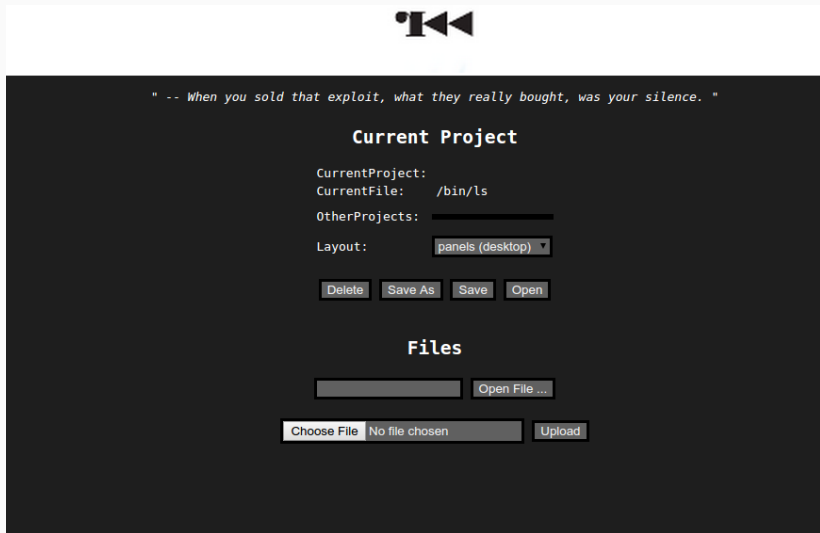 " -- When you sold that exploit, what they really bought, was your silence. "
Current Project
CurrentProject:
CurrentFile: /bin/ls
OtherProjects:
Layout: panels (desktop)
Delete Save As Save Open
Files
Open File ...
Choose File No file chosen Upload